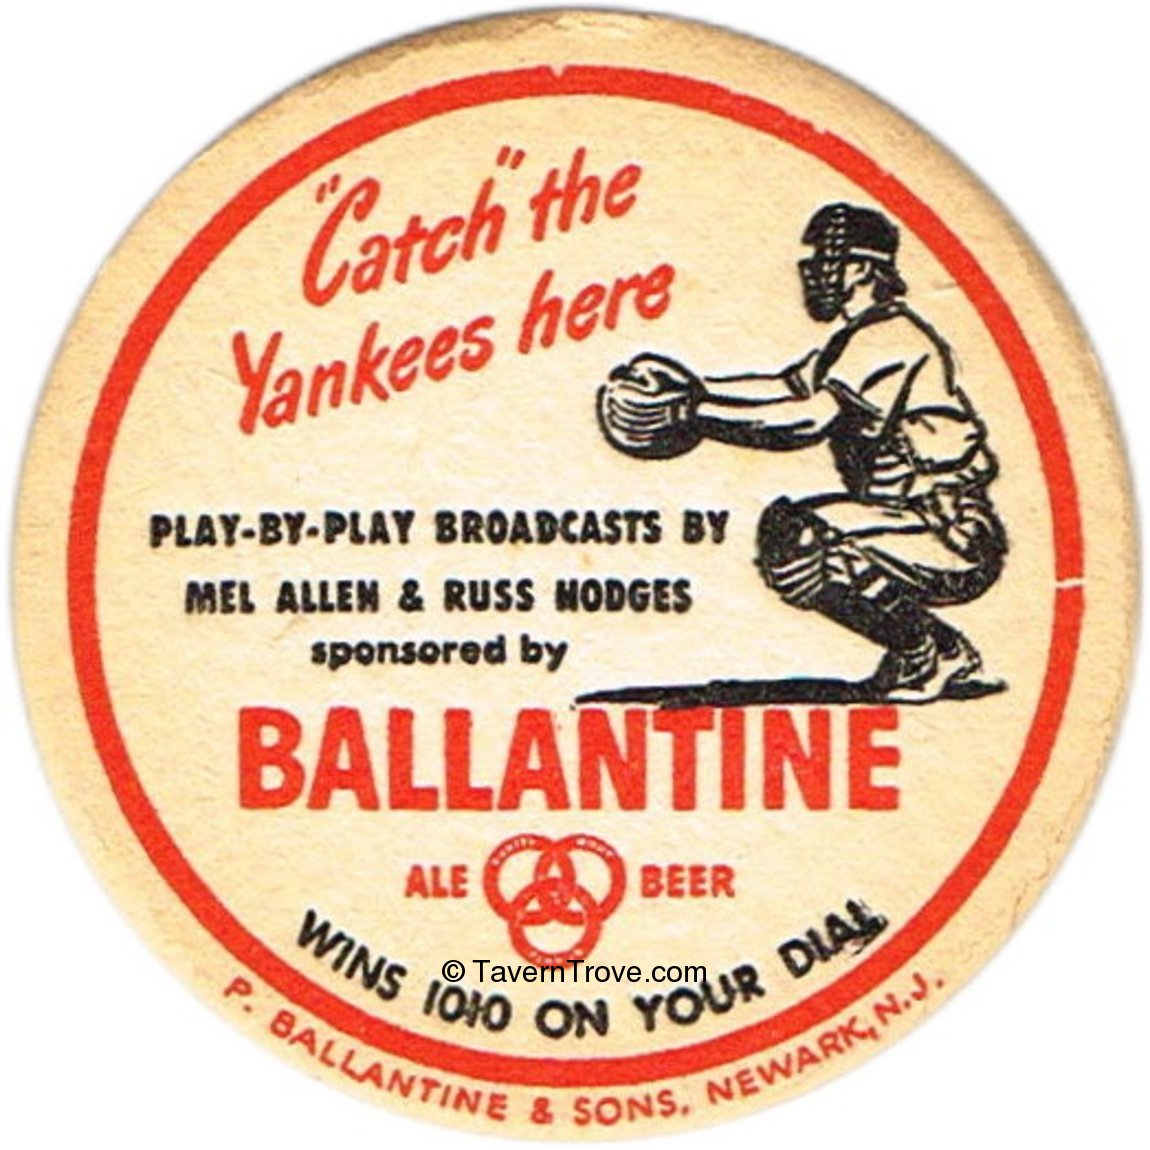 "Catch" the
Yankees here
PLAY-BY-PLAY BROADCASTS BY
MEL ALLEN & RUSS HODGES
sponsored by
BALLANTINE
ALE BEER
WINS 1010 ON YOUR DIAL
© TavernTrove.com
P. BALLANTINE & SONS, NEWARK, N.J.